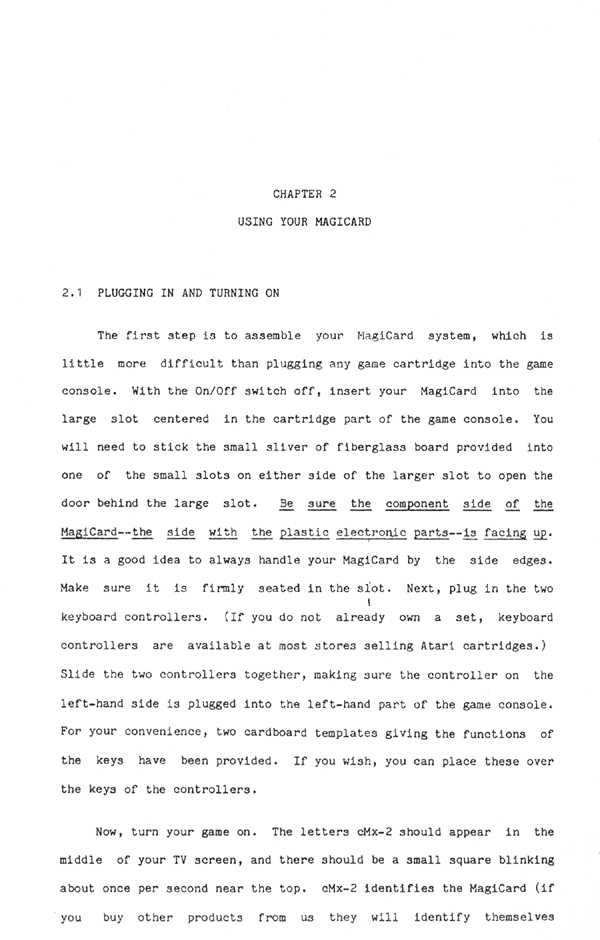 CHAPTER 2
USING YOUR MAGICARD
2.1 PLUGGING IN AND TURNING ON
The first step is to assemble your MagiCard system, which is
little more difficult than plugging any game cartridge into the game
console. With the On/Off switch off, insert your MagiCard into the
large slot centered in the cartridge part of the game console. You
will need to stick the small sliver of fiberglass board provided into
one of the small slots on either side of the larger slot to open the
door behind the large slot. Be sure the component side of the
MagiCard--the side with the plastic electronic parts--is facing up.
It is a good idea to always handle your MagiCard by the side edges.
Make sure it is firmly seated in the slot. Next, plug in the two
keyboard controllers. (If you do not already own a set, keyboard
controllers are available at most stores selling Atari cartridges.)
Slide the two controllers together, making sure the controller on the
left-hand side is plugged into the left-hand part of the game console.
For your convenience, two cardboard templates giving the functions of
the keys have been provided. If you wish, you can place these over
the keys of the controllers.
Now, turn your game on. The letters cMx-2 should appear in the
middle of your TV screen, and there should be a small square blinking
about once per second near the top. cMx-2 identifies the MagiCard (if
you buy other products from us they will identify themselves